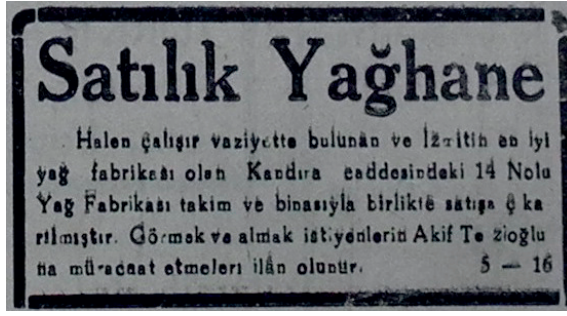 Satılık Yağhane
Halen çalışır vaziyette bulunan ve İzmitin en iyi
yağ fabrikası olan Kandıra caddesindeki 14 Nolu
Yağ Fabrikası takim ve binasıyla birlikte satışa çıka
rılmıştır. Görmek ve almak istiyenlerin Akif Te zioğlu
na müracaat etmeleri ilân olunur. 5 — 16